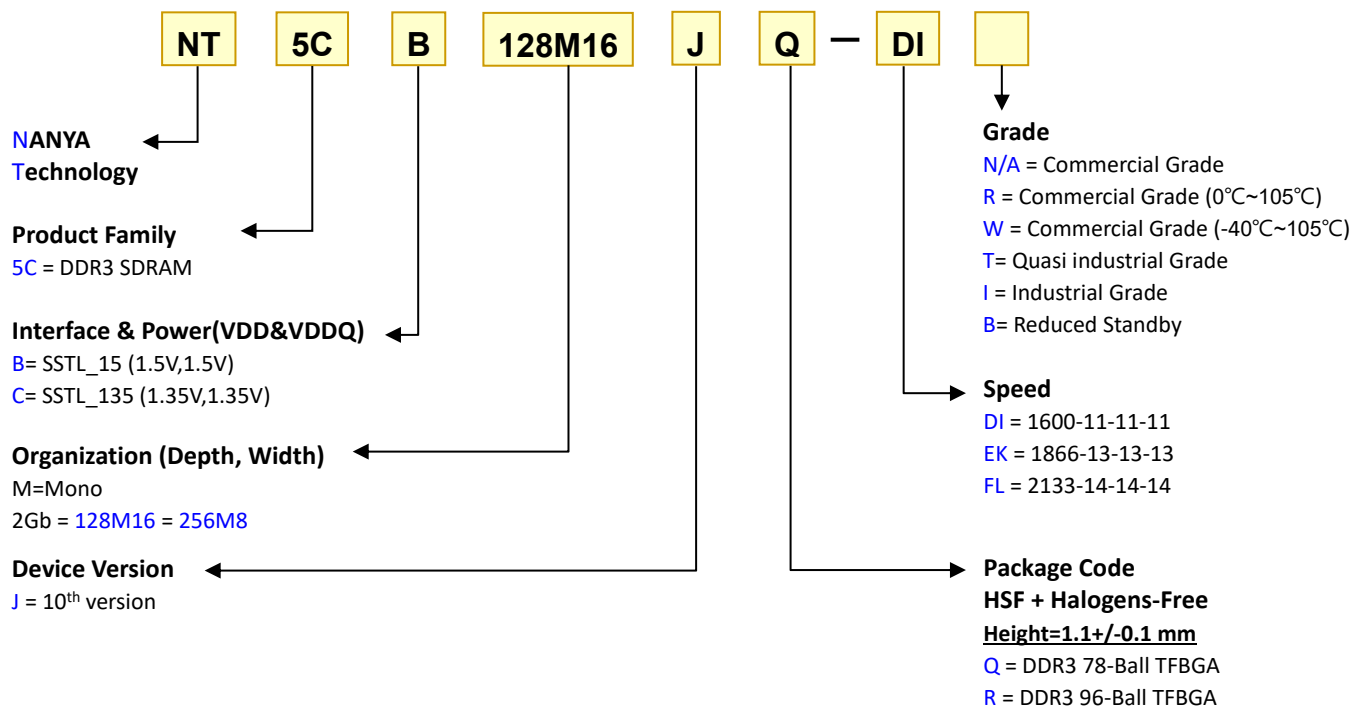 NT 5C B 128M16 J Q — DI
NANYA
Technology
Product Family
5C = DDR3 SDRAM
Interface & Power(VDD&VDDQ)
B= SSTL_15 (1.5V,1.5V)
C= SSTL_135 (1.35V,1.35V)
Organization (Depth, Width)
M=Mono
2Gb = 128M16 = 256M8
Device Version
J = 10th version
Grade
N/A = Commercial Grade
R = Commercial Grade (0℃~105℃)
W = Commercial Grade (-40℃~105℃)
T= Quasi industrial Grade
I = Industrial Grade
B= Reduced Standby
Speed
DI = 1600-11-11-11
EK = 1866-13-13-13
FL = 2133-14-14-14
Package Code
HSF + Halogens-Free
Height=1.1+/-0.1 mm
Q = DDR3 78-Ball TFBGA
R = DDR3 96-Ball TFBGA